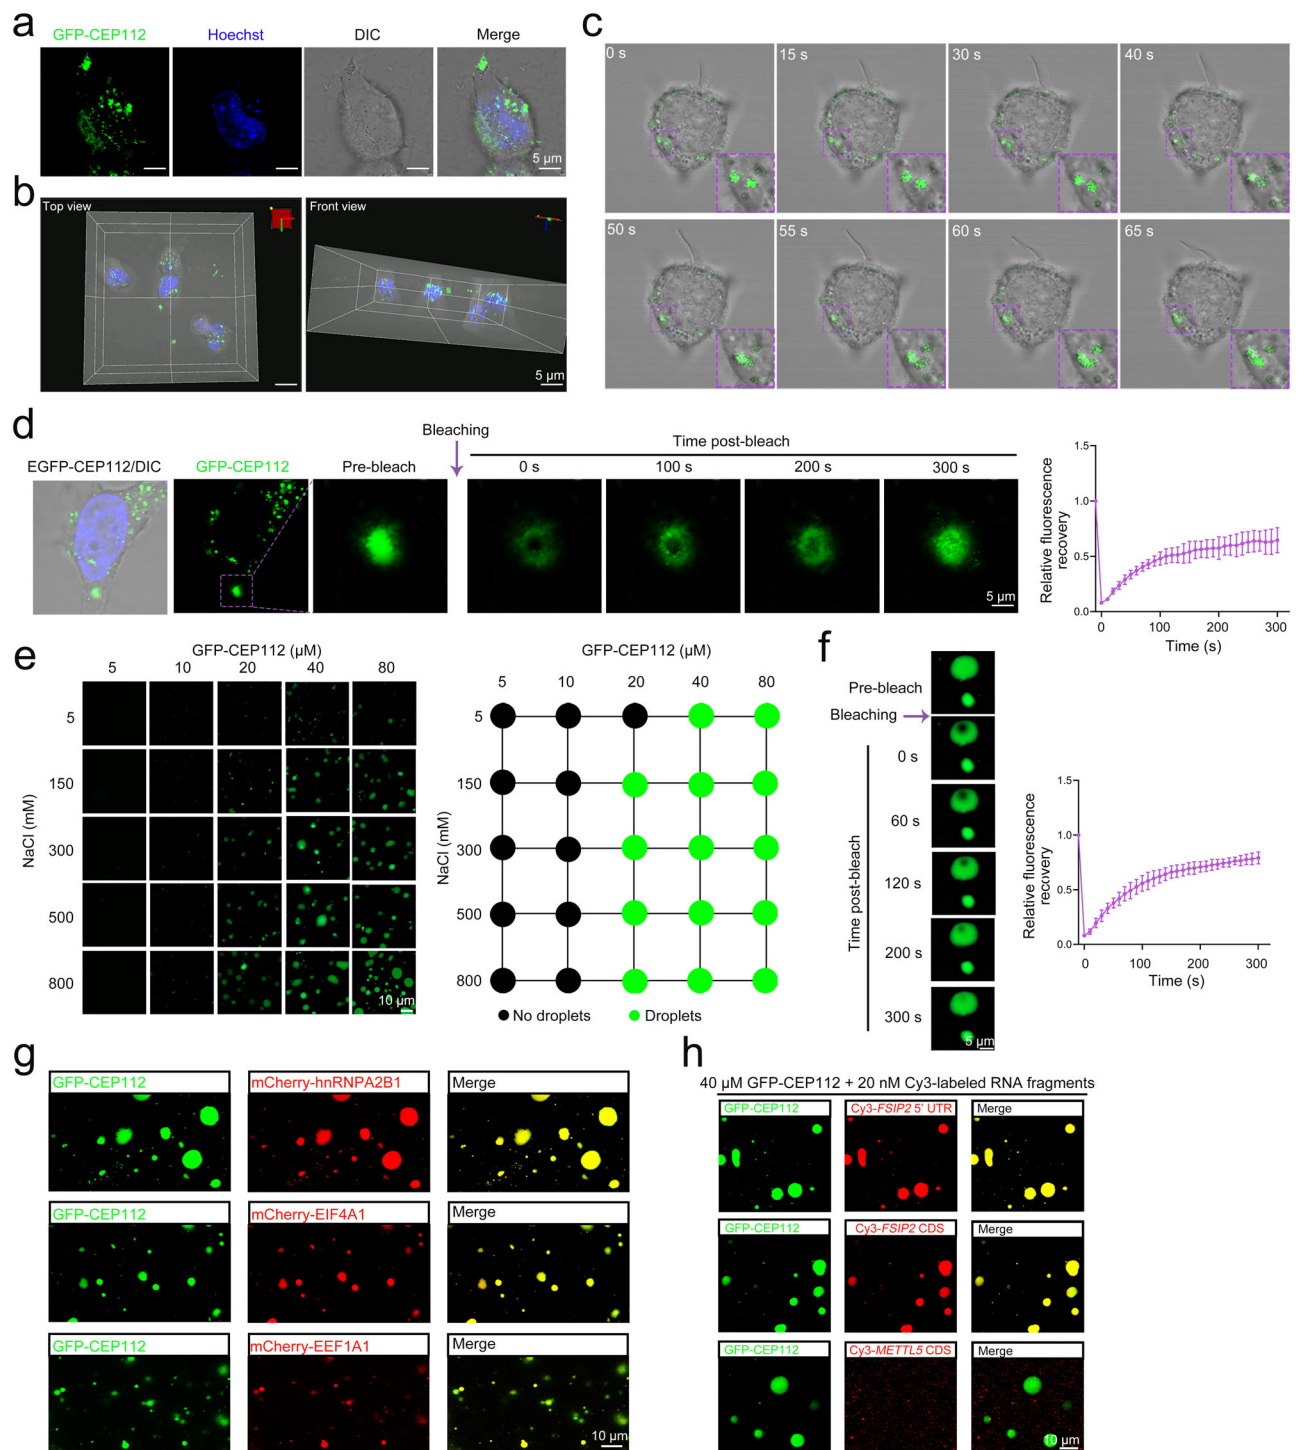 a
GFP-CEP112
Hoechst
DIC
Merge
5 μm
b
Top view
Front view
5 μm
c
0 s
15 s
30 s
40 s
50 s
55 s
60 s
65 s
d
Bleaching
Time post-bleach
EGFP-CEP112/DIC
GFP-CEP112
Pre-bleach
0 s
100 s
200 s
300 s
5 μm
Relative fluorescence
recovery
1.5
1.0
0.5
0.0
0
100
200
300
Time (s)
e
GFP-CEP112 (μM)
5
10
20
40
80
NaCl (mM)
5
150
300
500
800
10 μm
GFP-CEP112 (μM)
5
10
20
40
80
NaCl (mM)
5
150
300
500
800
No droplets
Droplets
f
Pre-bleach
Bleaching
Time post-bleach
0 s
60 s
120 s
200 s
300 s
5 μm
Relative fluorescence
recovery
1.5
1.0
0.5
0.0
0
100
200
300
Time (s)
g
GFP-CEP112
mCherry-hnRNPA2B1
Merge
GFP-CEP112
mCherry-EIF4A1
Merge
GFP-CEP112
mCherry-EEF1A1
Merge
10 μm
h
40 μM GFP-CEP112 + 20 nM Cy3-labeled RNA fragments
GFP-CEP112
Cy3-FSIP2 5' UTR
Merge
GFP-CEP112
Cy3-FSIP2 CDS
Merge
GFP-CEP112
Cy3-METTL5 CDS
Merge
10 μm